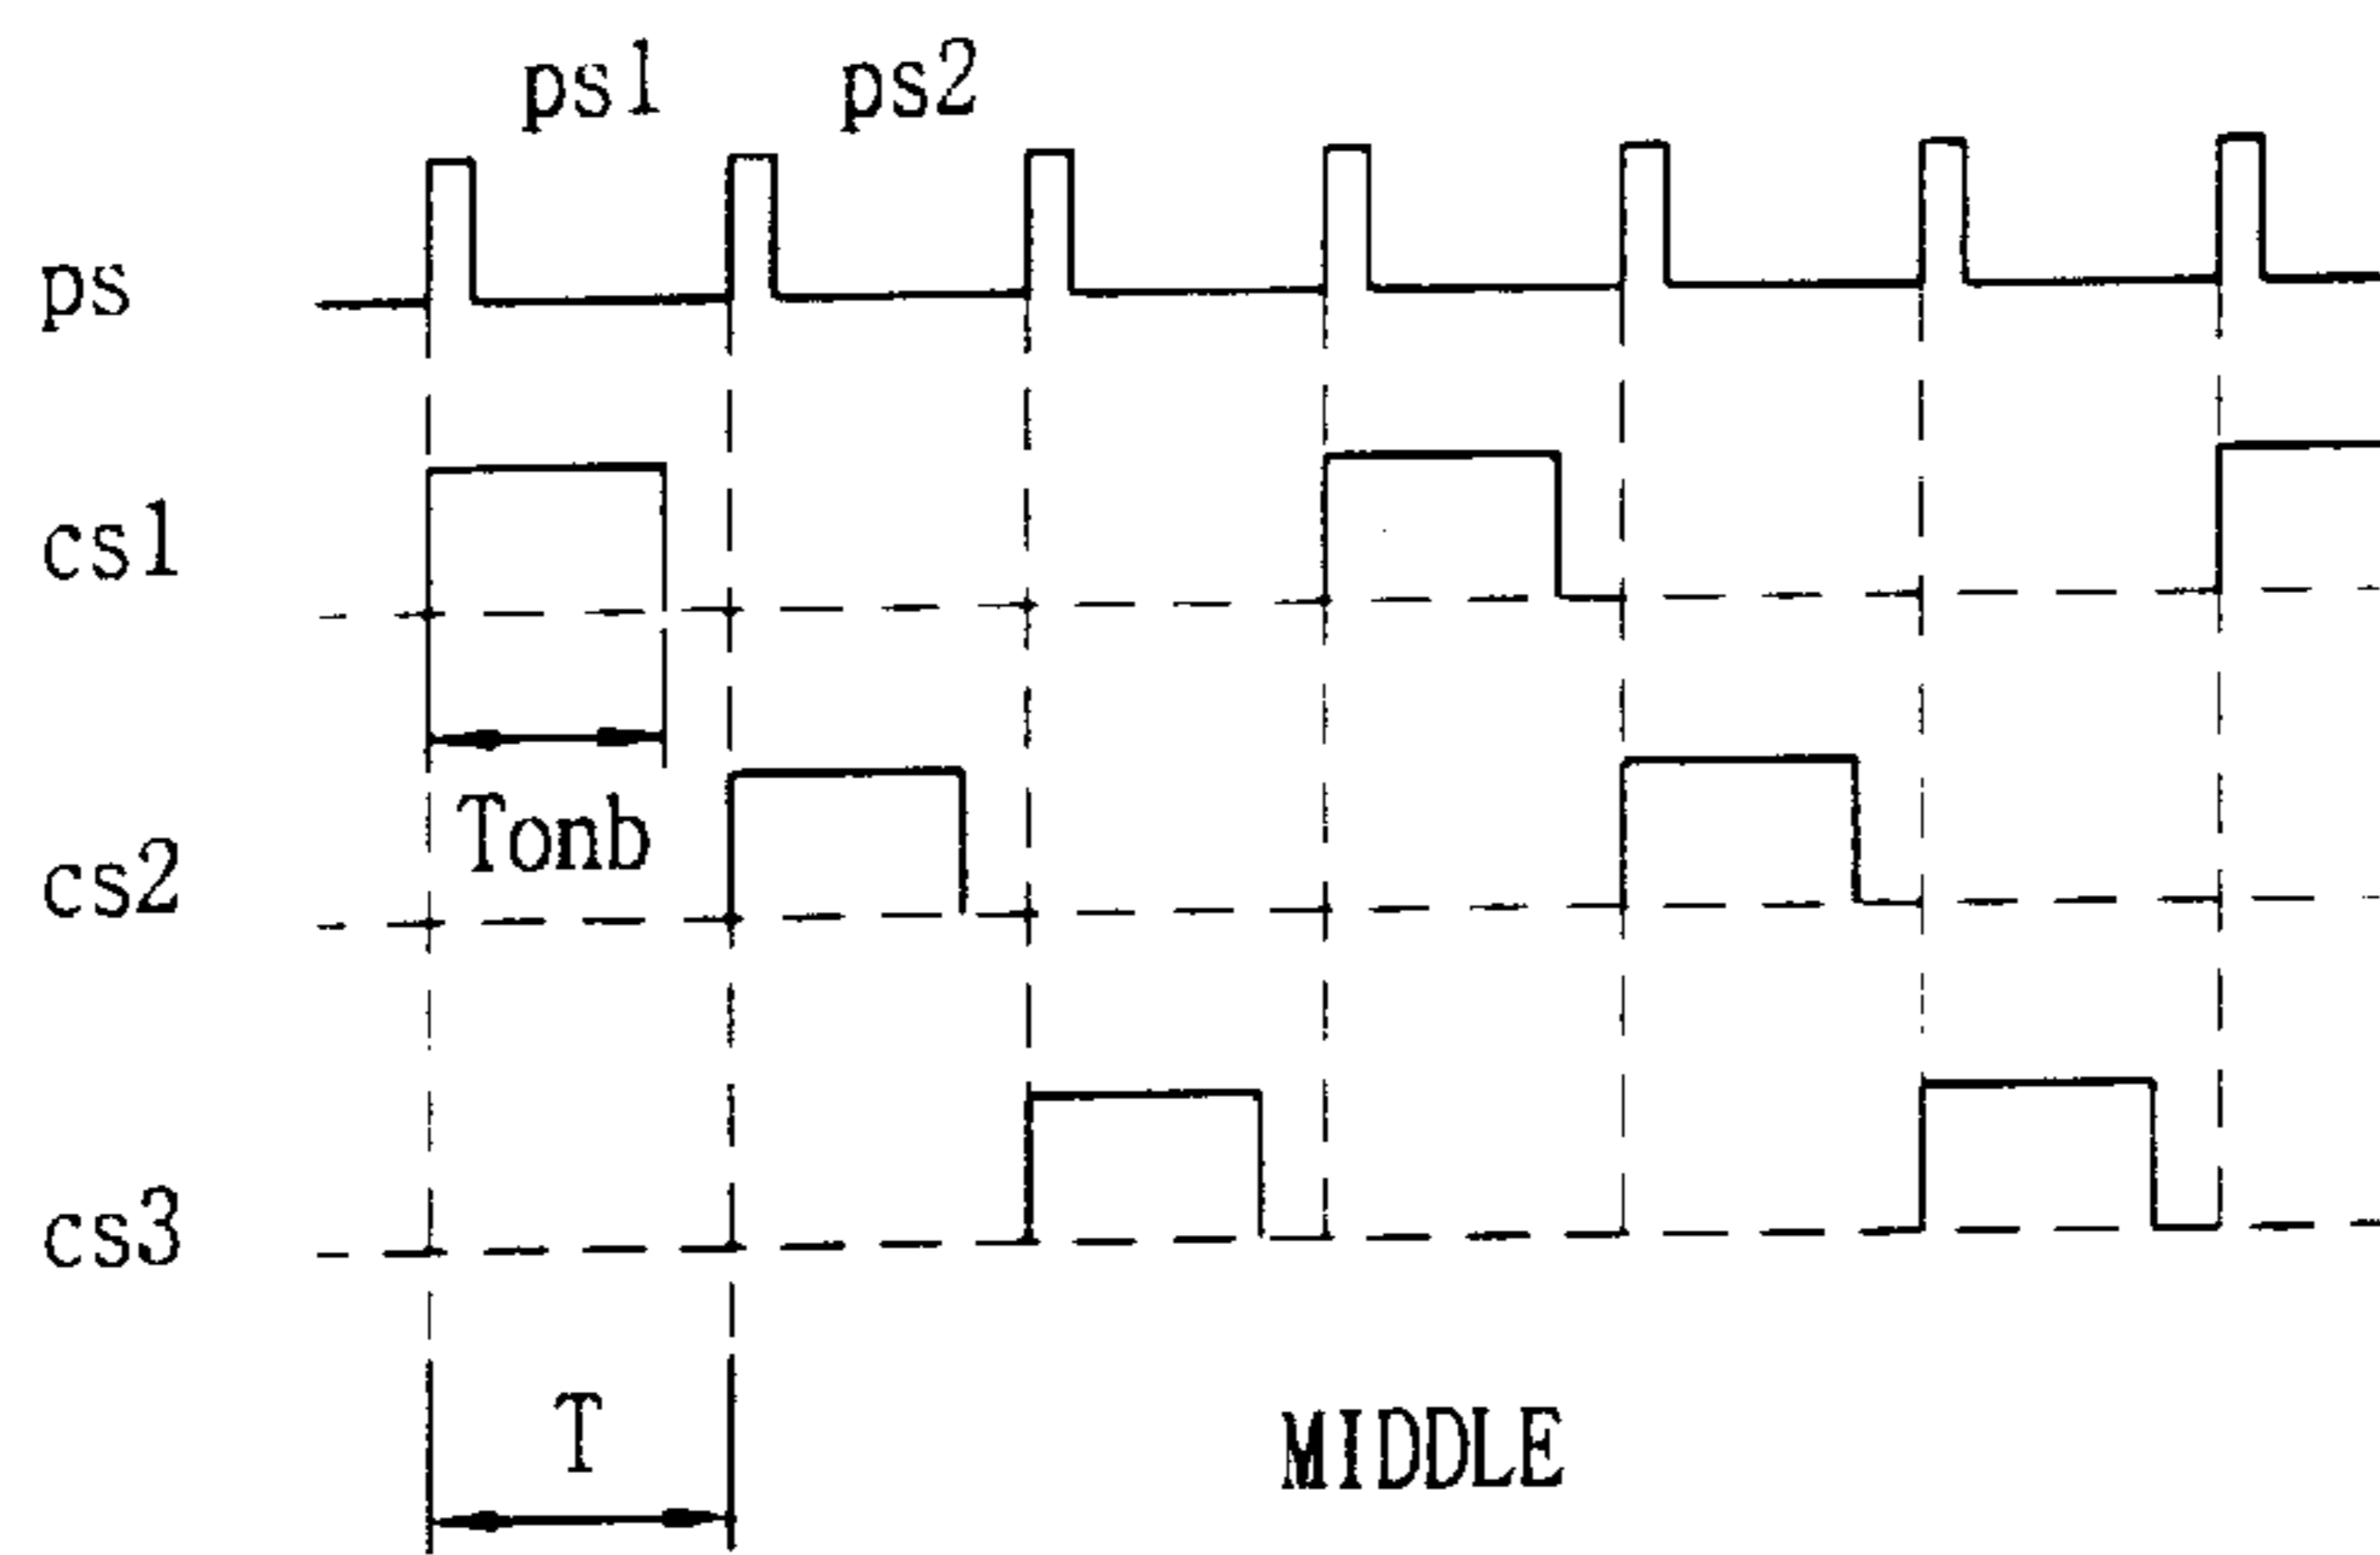 ps1 ps2
ps
cs1
Tonb
cs2
cs3
T
MIDDLE